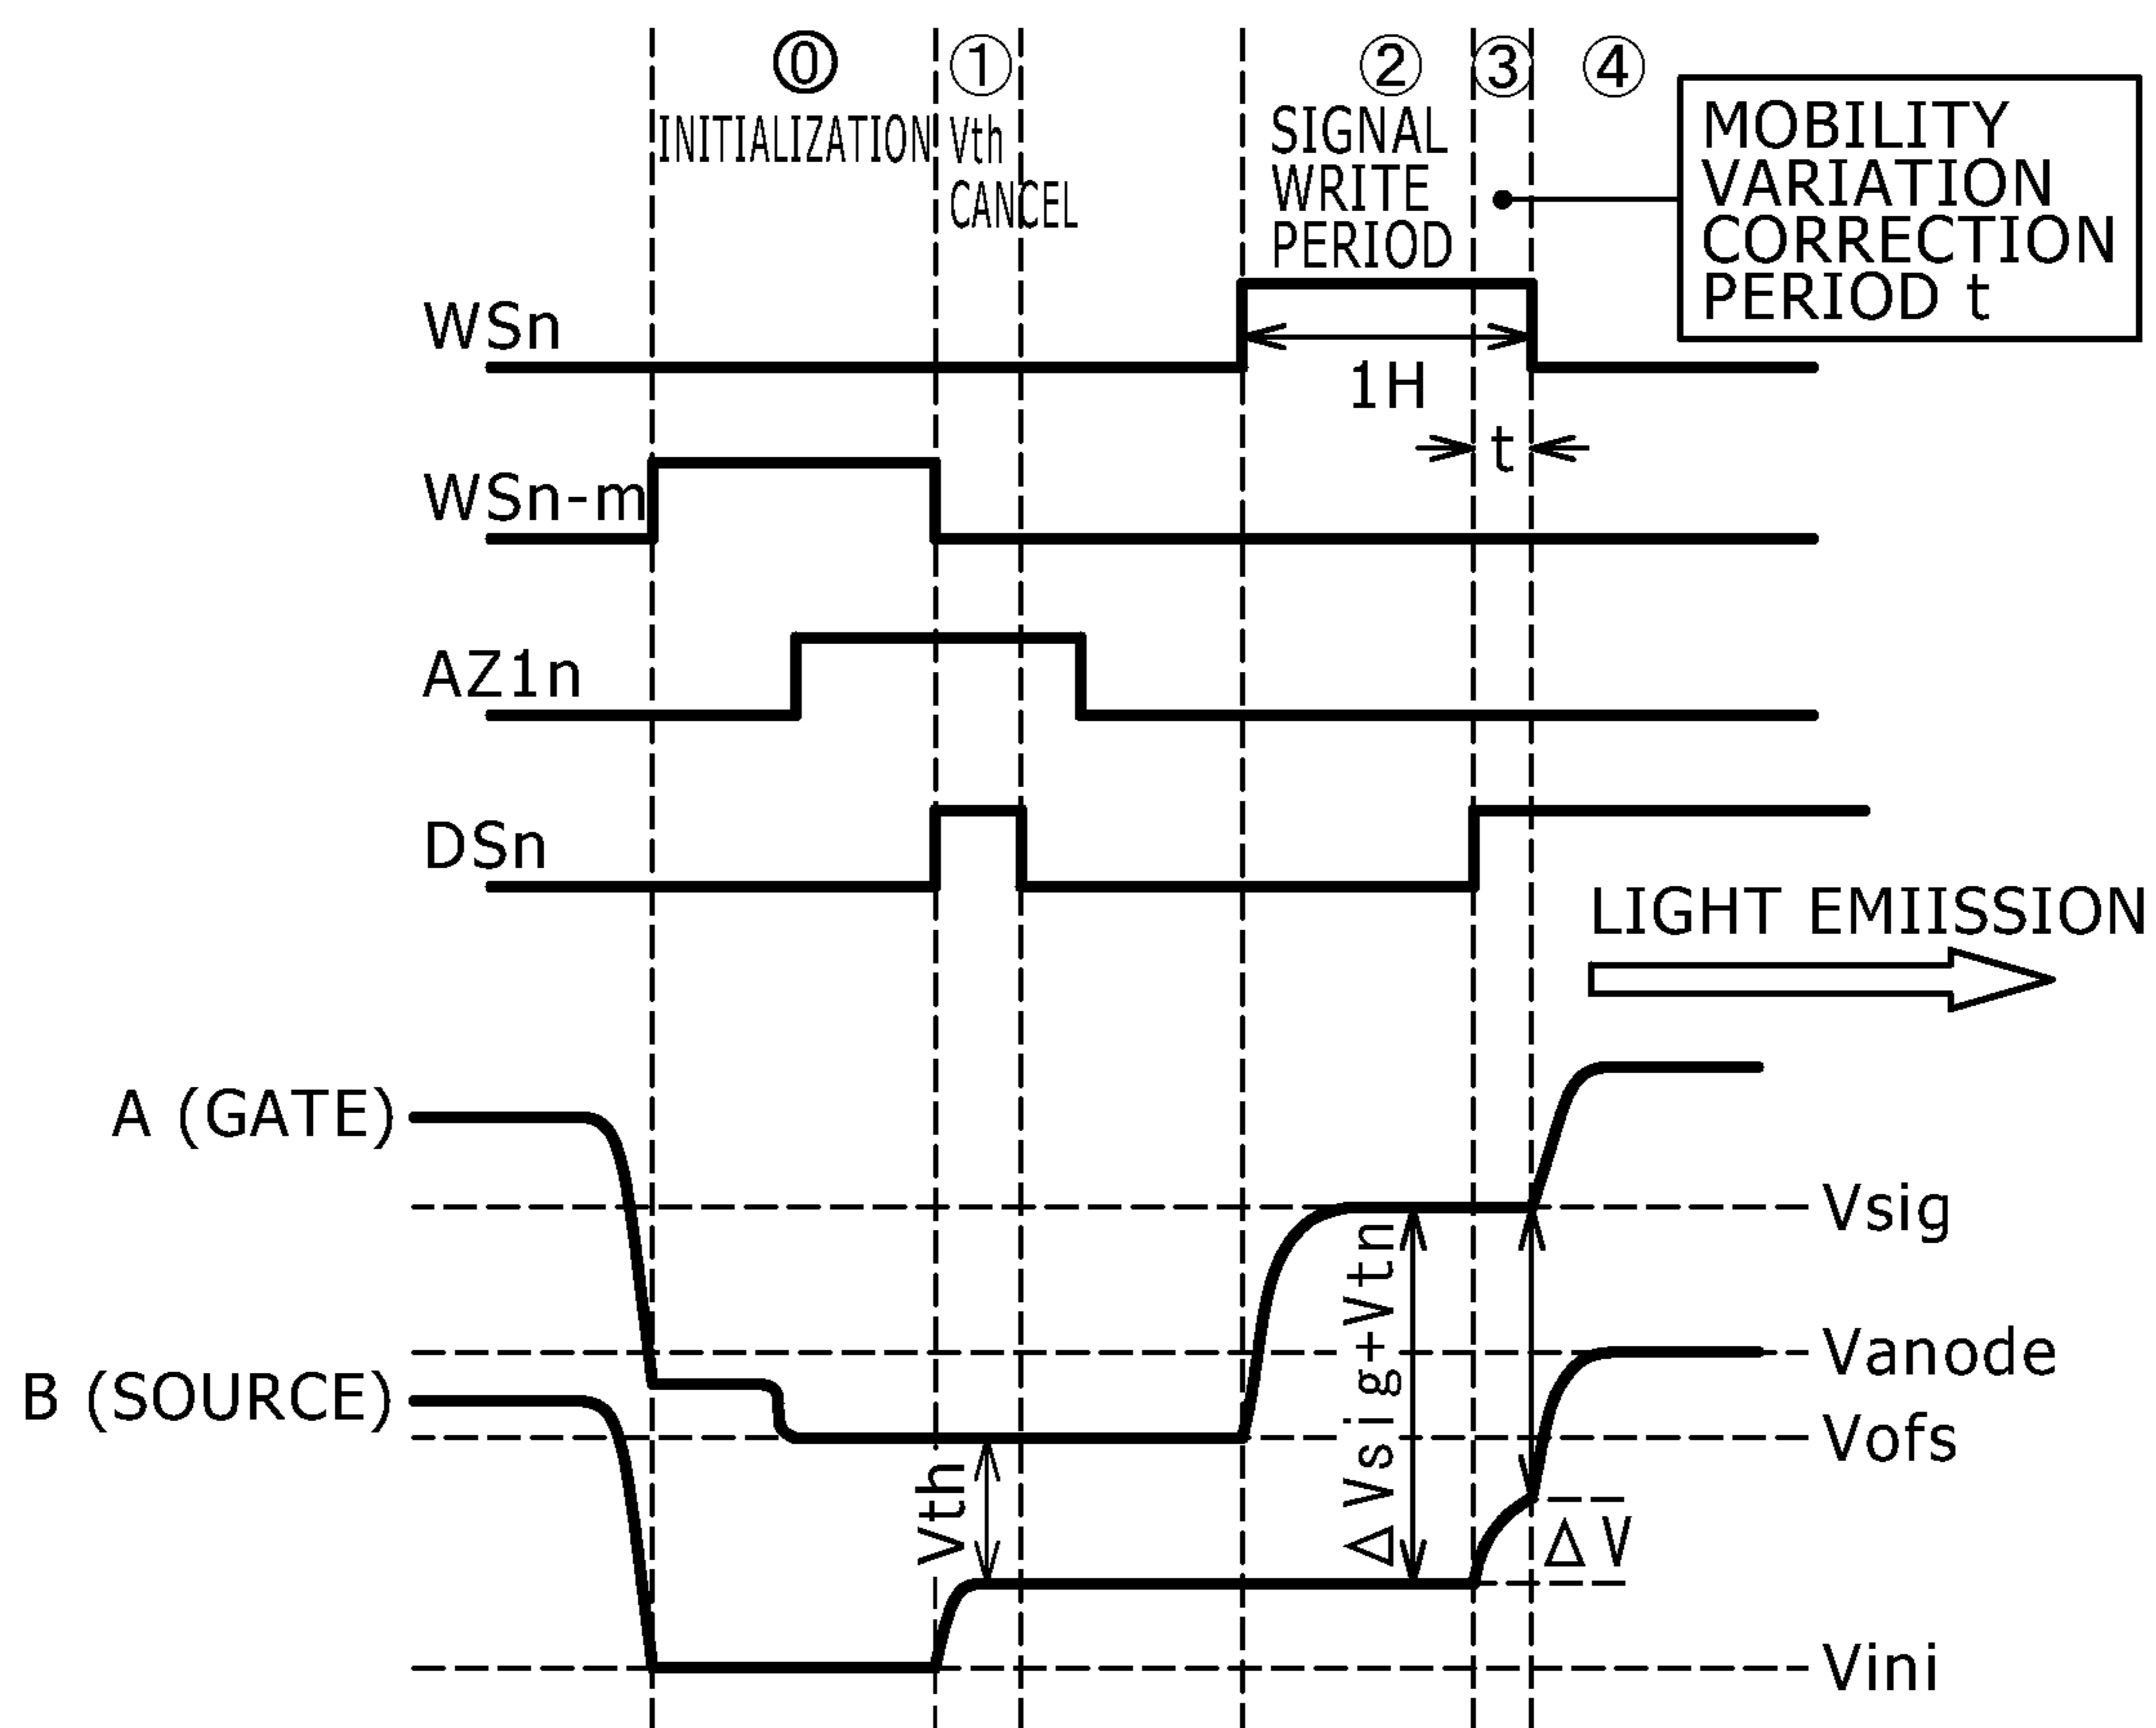 ⓪ ① ② ③ ④
INITIALIZATION
Vth
CANCEL
SIGNAL
WRITE
PERIOD
MOBILITY
VARIATION
CORRECTION
PERIOD t
WSn
1H
t
WSn-m
AZ1n
DSn
LIGHT EMIISSION
A (GATE)
Vsig
ΔVsig+Vtn
Vanode
B (SOURCE)
Vofs
Vth
ΔV
Vini